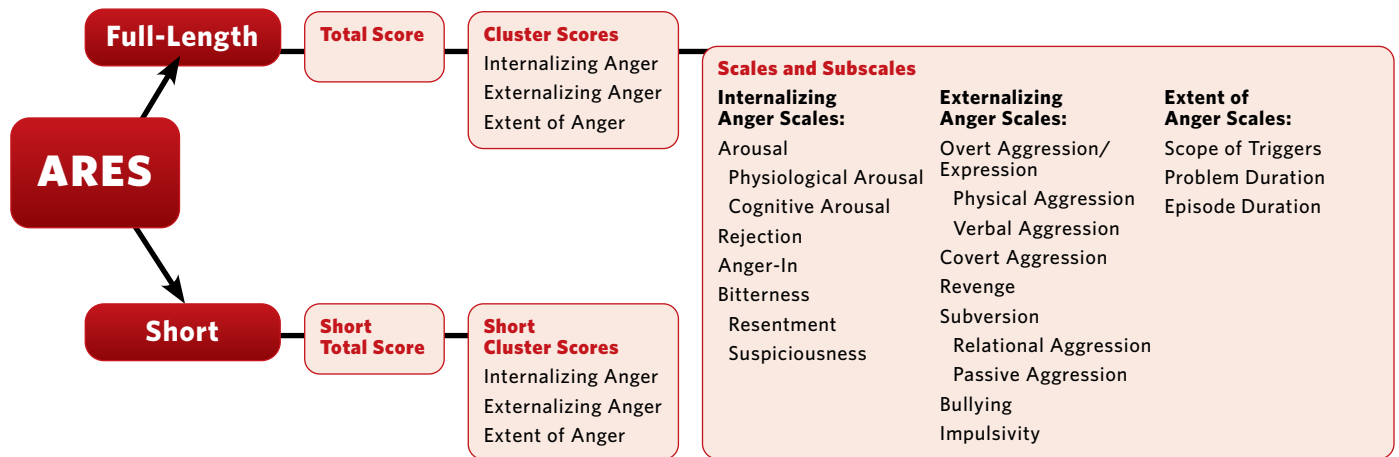 Full-Length
Total Score
Cluster Scores
Internalizing Anger
Externalizing Anger
Extent of Anger
Scales and Subscales
Internalizing
Anger Scales:
Arousal
Physiological Arousal
Cognitive Arousal
Rejection
Anger-In
Bitterness
Resentment
Suspiciousness
Externalizing
Anger Scales:
Overt Aggression/
Expression
Physical Aggression
Verbal Aggression
Covert Aggression
Revenge
Subversion
Relational Aggression
Passive Aggression
Bullying
Impulsivity
Extent of
Anger Scales:
Scope of Triggers
Problem Duration
Episode Duration
ARES
Short
Short
Total Score
Short
Cluster Scores
Internalizing Anger
Externalizing Anger
Extent of Anger